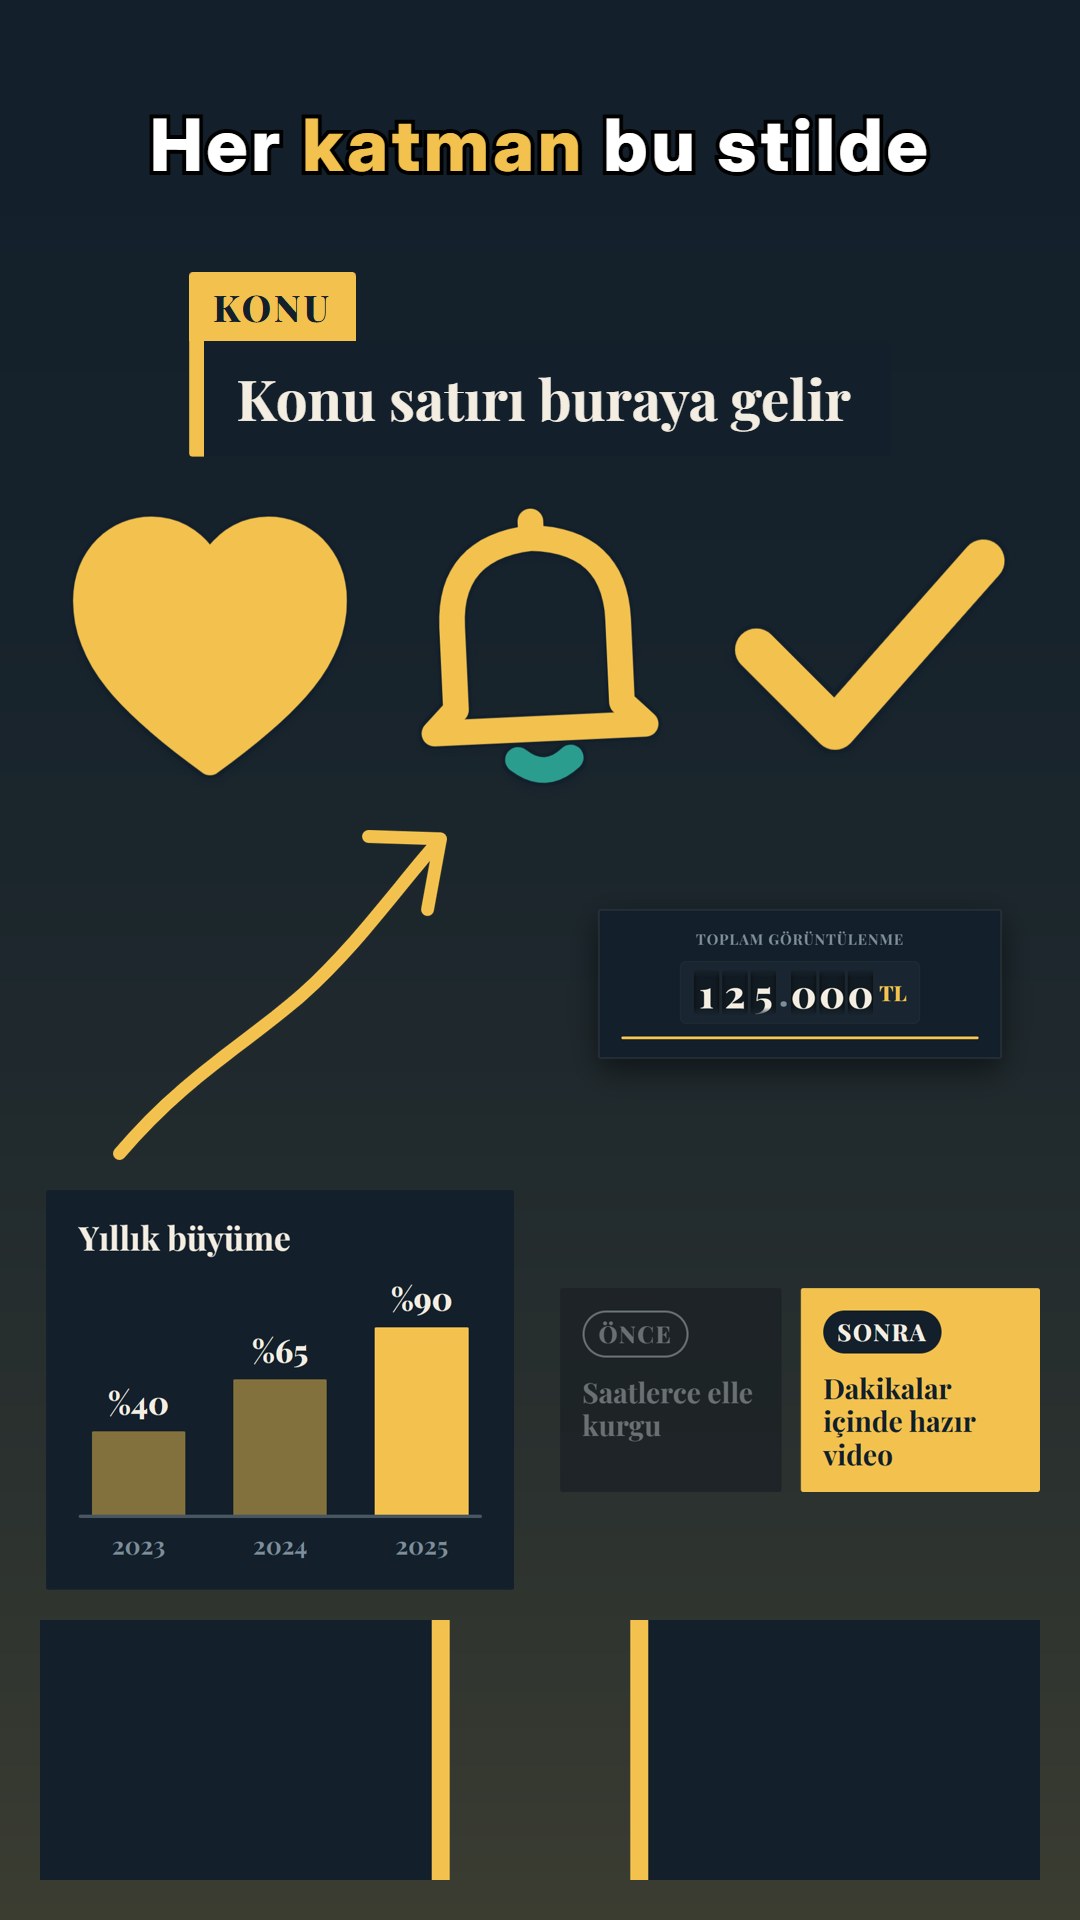 Her katman bu stilde
KONU
Konu satırı buraya gelir
TOPLAM GÖRÜNTÜLENME
125.000 TL
Yıllık büyüme
%40
%65
%90
2023
2024
2025
ÖNCE
Saatlerce elle
kurgu
SONRA
Dakikalar
içinde hazır
video